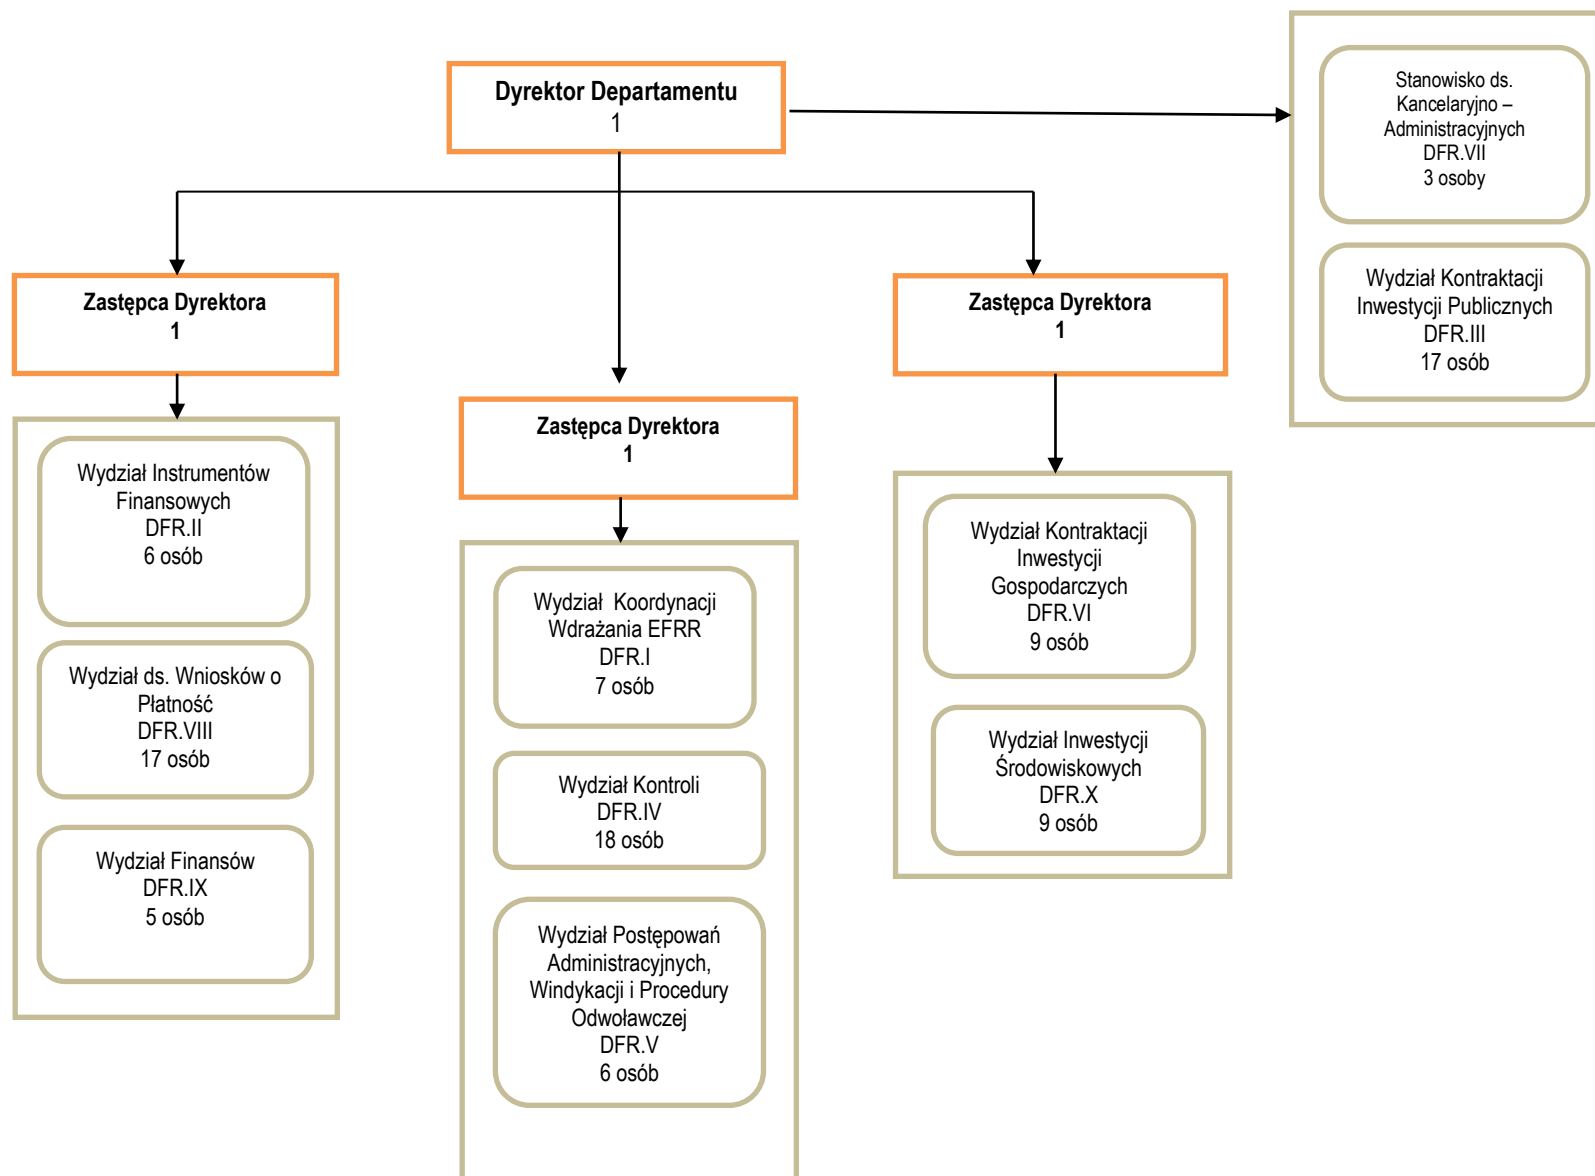 Dyrektor Departamentu
1
Stanowisko ds.
Kancelaryjno –
Administracyjnych
DFR.VII
3 osoby
Wydział Kontraktacji
Inwestycji Publicznych
DFR.III
17 osób
Zastępca Dyrektora
1
Wydział Instrumentów
Finansowych
DFR.II
6 osób
Wydział ds. Wniosków o
Płatność
DFR.VIII
17 osób
Wydział Finansów
DFR.IX
5 osób
Zastępca Dyrektora
1
Wydział Koordynacji
Wdrażania EFRR
DFR.I
7 osób
Wydział Kontroli
DFR.IV
18 osób
Wydział Postępowań
Administracyjnych,
Windykacji i Procedury
Odwoławczej
DFR.V
6 osób
Zastępca Dyrektora
1
Wydział Kontraktacji
Inwestycji
Gospodarczych
DFR.VI
9 osób
Wydział Inwestycji
Środowiskowych
DFR.X
9 osób